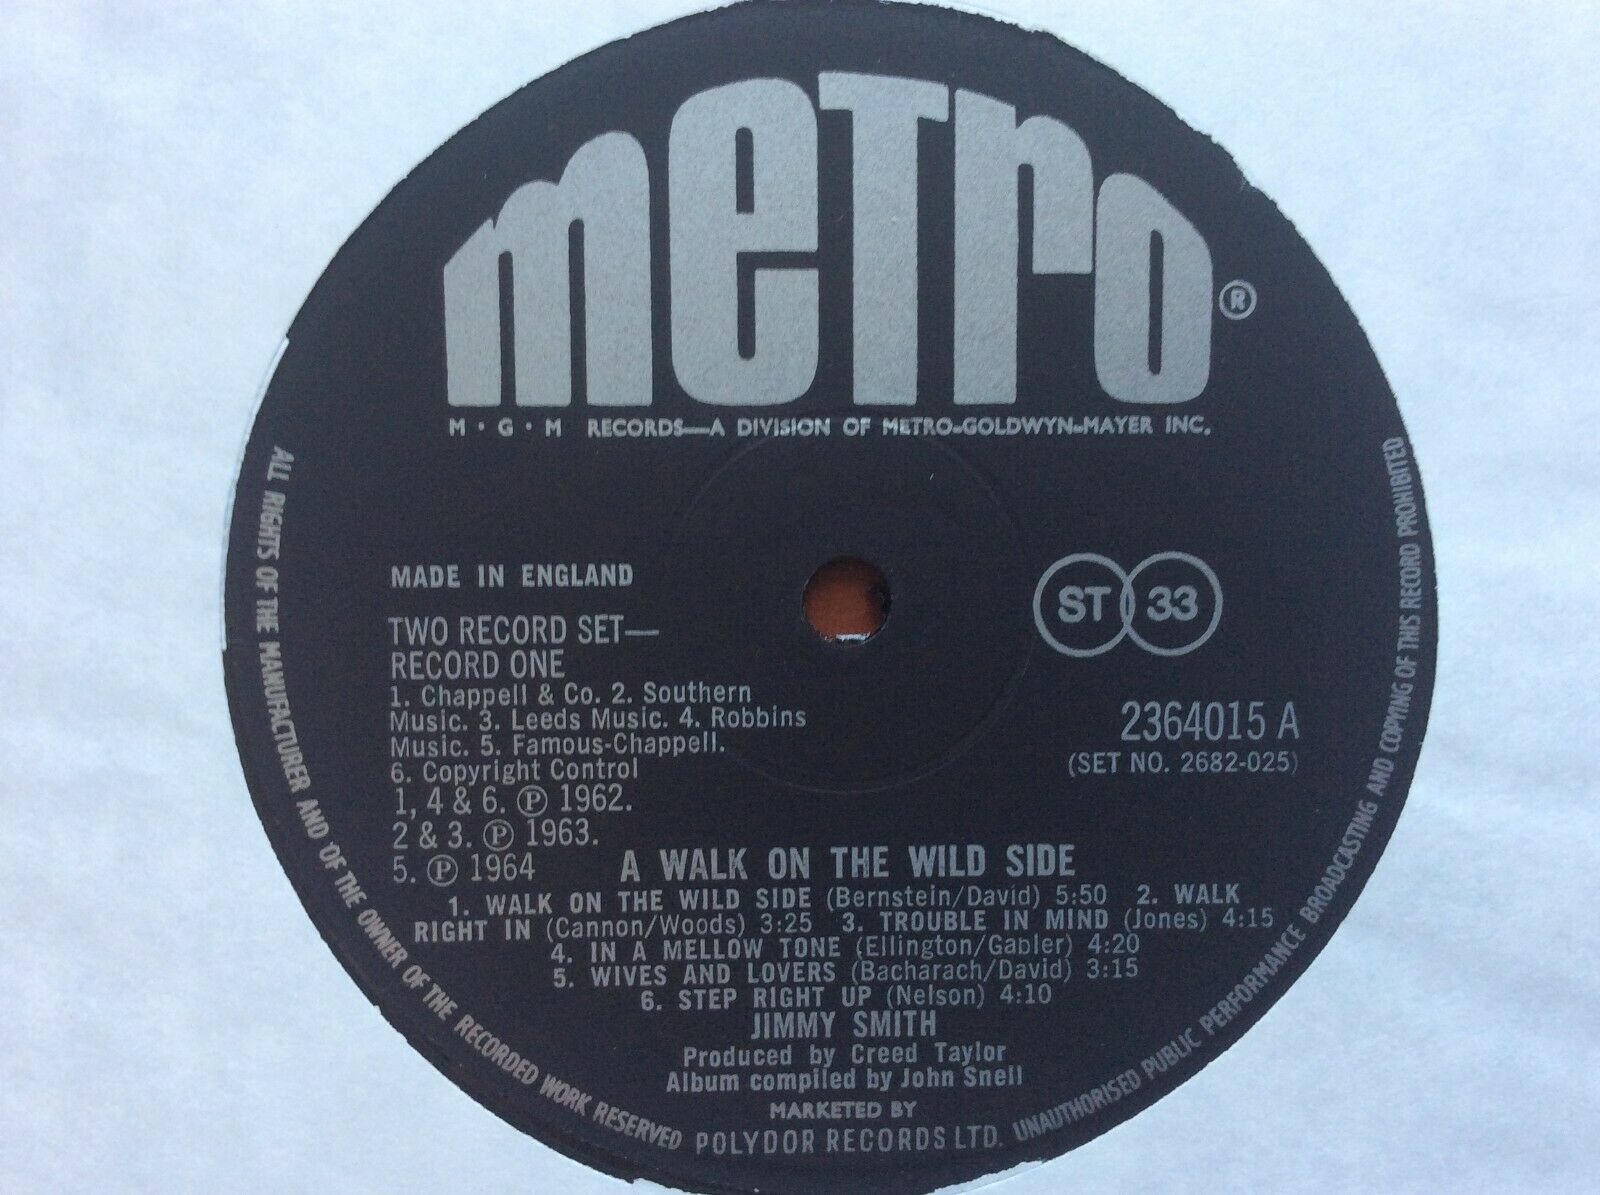 metro ®
M · G · M RECORDS—A DIVISION OF METRO-GOLDWYN-MAYER INC.
MADE IN ENGLAND
TWO RECORD SET—
RECORD ONE
1. Chappell & Co. 2. Southern
Music. 3. Leeds Music. 4. Robbins
Music. 5. Famous-Chappell.
6. Copyright Control
1, 4 & 6. ℗ 1962.
2 & 3. ℗ 1963.
5. ℗ 1964
ST 33
2364015 A
(SET NO. 2682-025)
A WALK ON THE WILD SIDE
1. WALK ON THE WILD SIDE (Bernstein/David) 5:50 2. WALK
RIGHT IN (Cannon/Woods) 3:25 3. TROUBLE IN MIND (Jones) 4:15
4. IN A MELLOW TONE (Ellington/Gabler) 4:20
5. WIVES AND LOVERS (Bacharach/David) 3:15
6. STEP RIGHT UP (Nelson) 4:10
JIMMY SMITH
Produced by Creed Taylor
Album compiled by John Snell
MARKETED BY
POLYDOR RECORDS LTD.
ALL RIGHTS OF THE MANUFACTURER AND OF THE OWNER OF THE RECORDED WORK RESERVED
UNAUTHORISED PUBLIC PERFORMANCE BROADCASTING AND COPYING OF THIS RECORD PROHIBITED